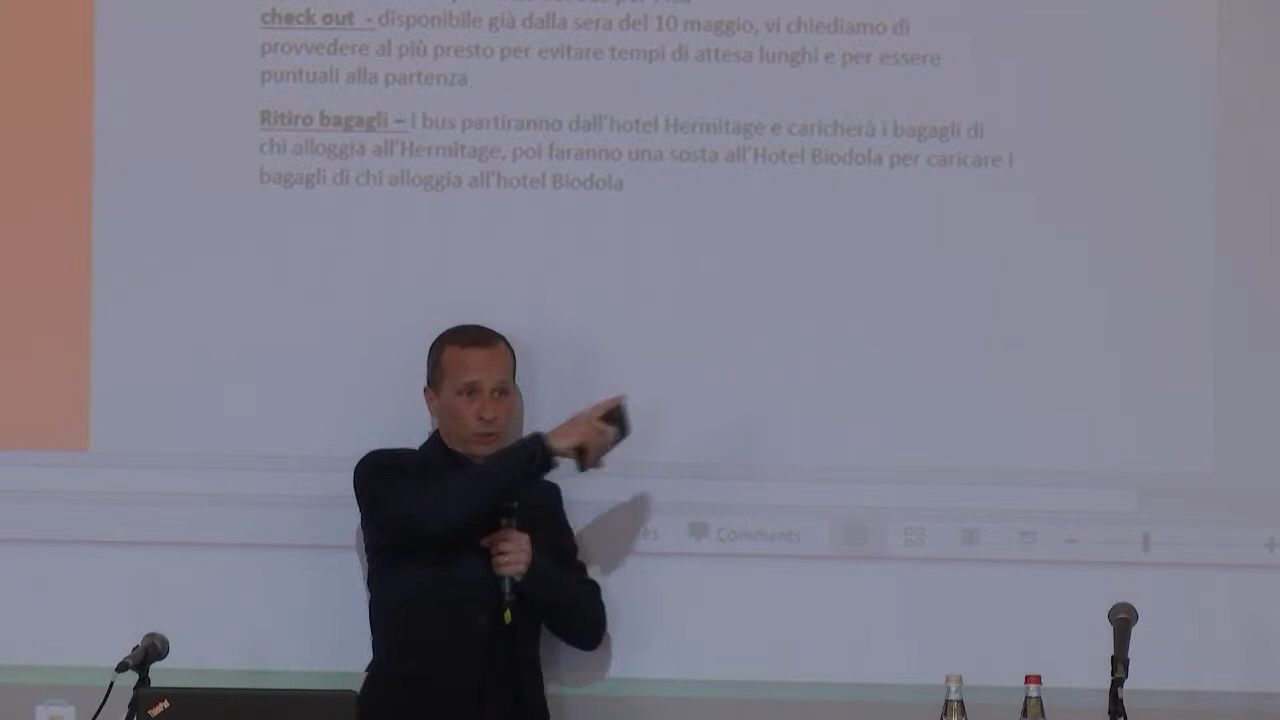 check out - disponibile già dalla sera del 10 maggio, vi chiediamo di
provvedere al più presto per evitare tempi di attesa lunghi e per essere
puntuali alla partenza
Ritiro bagagli – i bus partiranno dall'hotel Hermitage e caricherà i bagagli di
chi alloggia all'Hermitage, poi faranno una sosta all'Hotel Biodola per caricare i
bagagli di chi alloggia all'hotel Biodola
Comments
ThinkPad